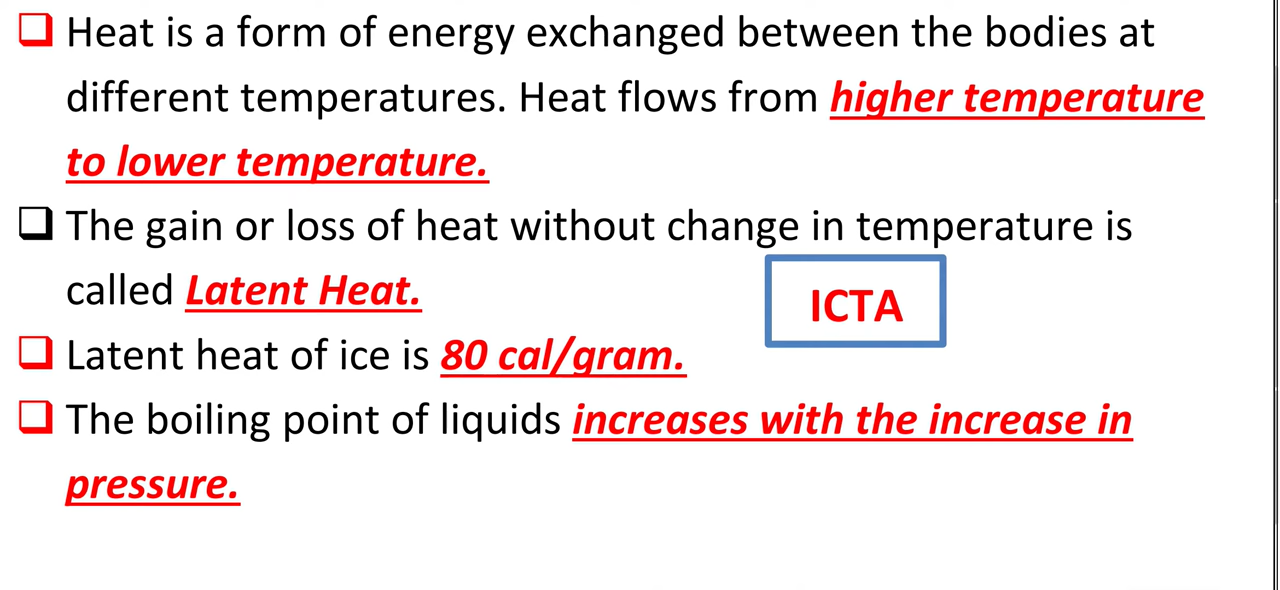 ❑ Heat is a form of energy exchanged between the bodies at
different temperatures. Heat flows from higher temperature
to lower temperature.
❑ The gain or loss of heat without change in temperature is
called Latent Heat.
ICTA
❑ Latent heat of ice is 80 cal/gram.
❑ The boiling point of liquids increases with the increase in
pressure.